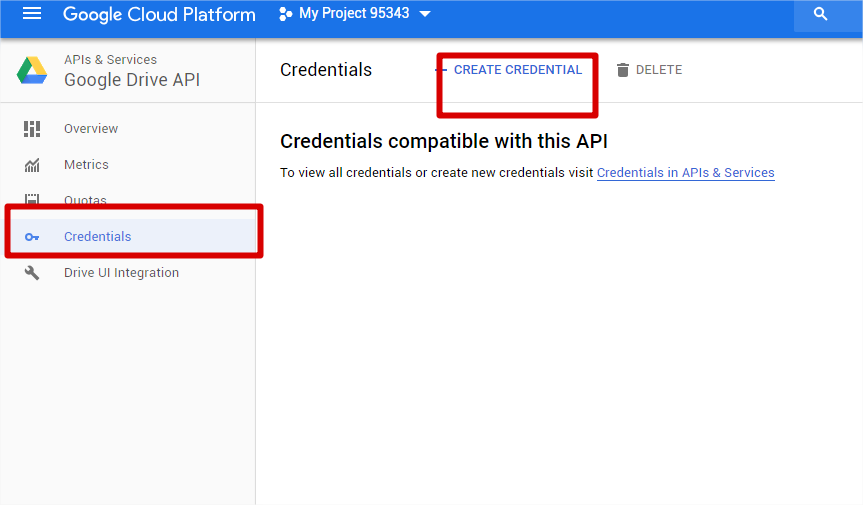 Google Cloud Platform
My Project 95343
APIs & Services
Google Drive API
Overview
Metrics
Quotas
Credentials
Drive UI Integration
Credentials
CREATE CREDENTIAL
DELETE
Credentials compatible with this API
To view all credentials or create new credentials visit Credentials in APIs & Services